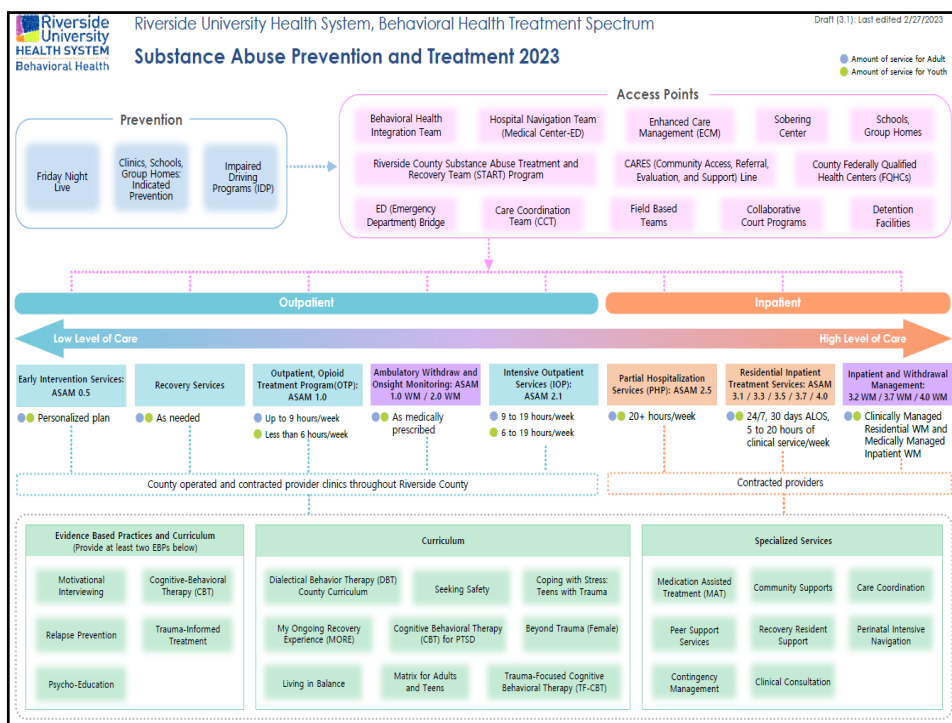 Riverside
University
HEALTH SYSTEM
Behavioral Health
Riverside University Health System, Behavioral Health Treatment Spectrum
Substance Abuse Prevention and Treatment 2023
Draft (3.1): Last edited 2/27/2023
Amount of service for Adult
Amount of service for Youth
Prevention
Friday Night
Live
Clinics, Schools,
Group Homes:
Indicated
Prevention
Impaired
Driving
Programs (IDP)
Access Points
Behavioral Health
Integration Team
Hospital Navigation Team
(Medical Center-ED)
Enhanced Care
Management (ECM)
Sobering
Center
Schools,
Group Homes
Riverside County Substance Abuse Treatment and
Recovery Team (START) Program
CARES (Community Access, Referral,
Evaluation, and Support) Line
County Federally Qualified
Health Centers (FQHCs)
ED (Emergency
Department) Bridge
Care Coordination
Team (CCT)
Field Based
Teams
Collaborative
Court Programs
Detention
Facilities
Outpatient
Inpatient
Low Level of Care
High Level of Care
Early Intervention Services:
ASAM 0.5
Personalized plan
Recovery Services
As needed
Outpatient, Opioid
Treatment Program(OTP):
ASAM 1.0
Up to 9 hours/week
Less than 6 hours/week
Ambulatory Withdraw and
Onsight Monitoring: ASAM
1.0 WM / 2.0 WM
As medically
prescribed
Intensive Outpatient
Services (IOP):
ASAM 2.1
9 to 19 hours/week
6 to 19 hours/week
Partial Hospitalization
Services (PHP): ASAM 2.5
20+ hours/week
Residential Inpatient
Treatment Services: ASAM
3.1 / 3.3 / 3.5 / 3.7 / 4.0
24/7, 30 days ALOS,
5 to 20 hours of
clinical service/week
Inpatient and Withdrawal
Management:
3.2 WM / 3.7 WM / 4.0 WM
Clinically Managed
Residential WM and
Medically Managed
Inpatient WM
County operated and contracted provider clinics throughout Riverside County
Contracted providers
Evidence Based Practices and Curriculum
(Provide at least two EBPs below)
Motivational
Interviewing
Cognitive-Behavioral
Therapy (CBT)
Relapse Prevention
Trauma-Informed
Treatment
Psycho-Education
Curriculum
Dialectical Behavior Therapy (DBT)
County Curriculum
Seeking Safety
Coping with Stress:
Teens with Trauma
My Ongoing Recovery
Experience (MORE)
Cognitive Behavioral Therapy
(CBT) for PTSD
Beyond Trauma (Female)
Living in Balance
Matrix for Adults
and Teens
Trauma-Focused Cognitive
Behavioral Therapy (TF-CBT)
Specialized Services
Medication Assisted
Treatment (MAT)
Community Supports
Care Coordination
Peer Support
Services
Recovery Resident
Support
Perinatal Intensive
Navigation
Contingency
Management
Clinical Consultation